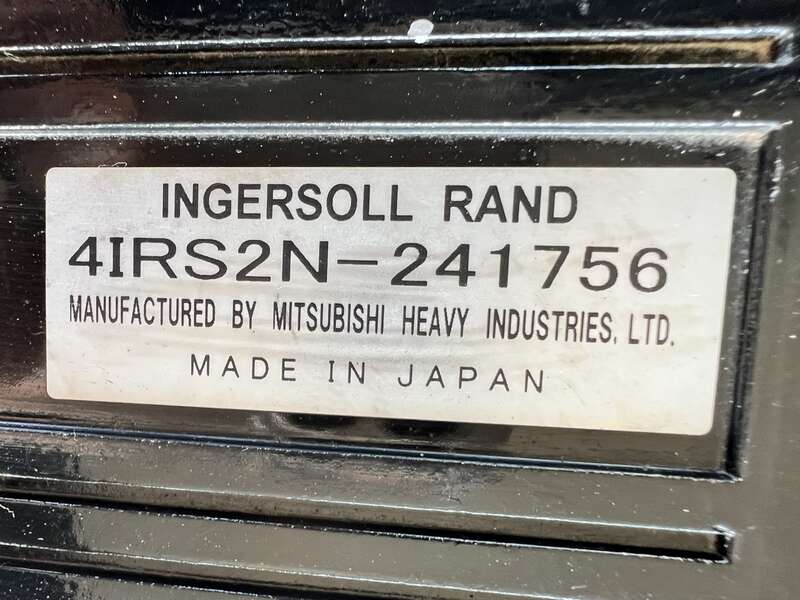 INGERSOLL RAND
4IRS2N-241756
MANUFACTURED BY MITSUBISHI HEAVY INDUSTRIES, LTD.
MADE IN JAPAN